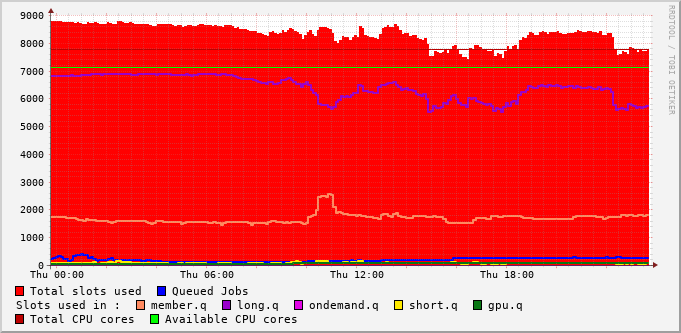 9000
8000
7000
6000
5000
4000
3000
2000
1000
0
Thu 00:00 Thu 06:00 Thu 12:00 Thu 18:00
Total slots used Queued Jobs
Slots used in : member.q long.q ondemand.q short.q gpu.q
Total CPU cores Available CPU cores
RRDTOOL / TOBI OETIKER